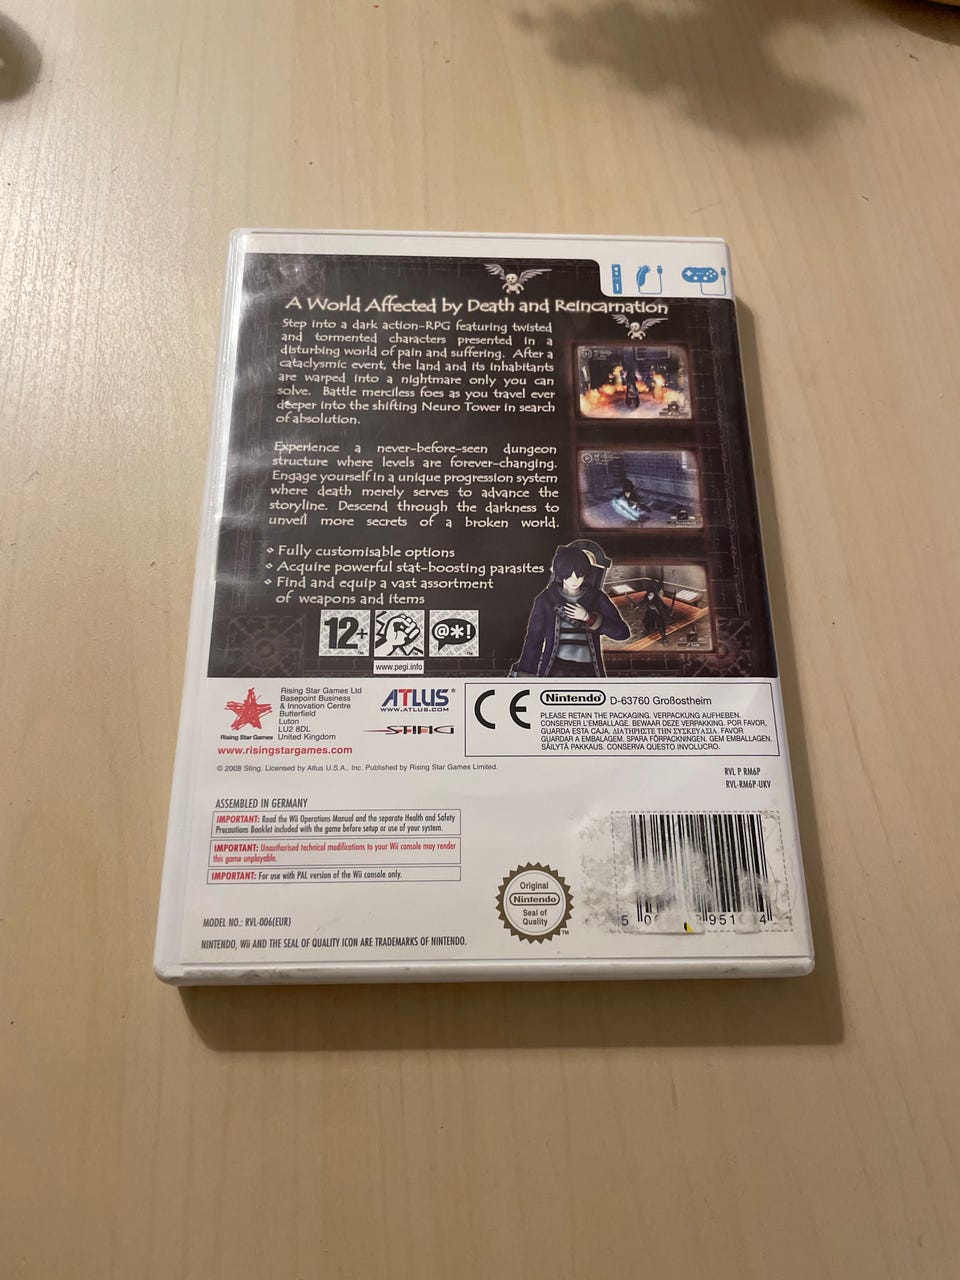 A World Affected by Death and Reincarnation
Step into a dark action-RPG featuring twisted
and tormented characters presented in a
disturbing world of pain and suffering. After a
cataclysmic event, the land and its inhabitants
are warped into a nightmare only you can
solve. Battle merciless foes as you travel ever
deeper into the shifting Neuro Tower in search
of absolution.
Experience a never-before-seen dungeon
structure where levels are forever-changing.
Engage yourself in a unique progression system
where death merely serves to advance the
storyline. Descend through the darkness to
unveil more secrets of a broken world.
Fully customisable options
Acquire powerful stat-boosting parasites
Find and equip a vast assortment
of weapons and items
12+
@*!
www.pegi.info
Rising Star Games
Rising Star Games Ltd
Basepoint Business
& Innovation Centre
Butterfield
Luton
LU2 8DL
United Kingdom
www.risingstargames.com
ATLUS®
WWW.ATLUS.COM
STING
CE
Nintendo® D-63760 Großostheim
PLEASE RETAIN THE PACKAGING. VERPACKUNG AUFHEBEN.
CONSERVER L'EMBALLAGE. BEWAAR DEZE VERPAKKING. POR FAVOR,
GUARDA ESTA CAJA. ΔΙΑΤΗΡΗΣΤΕ ΤΗΝ ΣΥΣΚΕΥΑΣΙΑ. FAVOR
GUARDAR A EMBALAGEM. SPARA FÖRPACKNINGEN. GEM EMBALLAGEN.
SÄILYTÄ PAKKAUS. CONSERVA QUESTO INVOLUCRO.
© 2008 Sting. Licensed by Atlus U.S.A., Inc. Published by Rising Star Games Limited.
RVL P RM6P
RVL-RM6P-UKV
ASSEMBLED IN GERMANY
IMPORTANT: Read the Wii Operations Manual and the separate Health and Safety
Precautions Booklet included with the game before setup or use of your system.
IMPORTANT: Unauthorised technical modifications to your Wii console may render
this game unplayable.
IMPORTANT: For use with PAL version of the Wii console only.
Original
Nintendo
Seal of
Quality
TM
MODEL NO.: RVL-006(EUR)
NINTENDO, Wii AND THE SEAL OF QUALITY ICON ARE TRADEMARKS OF NINTENDO.